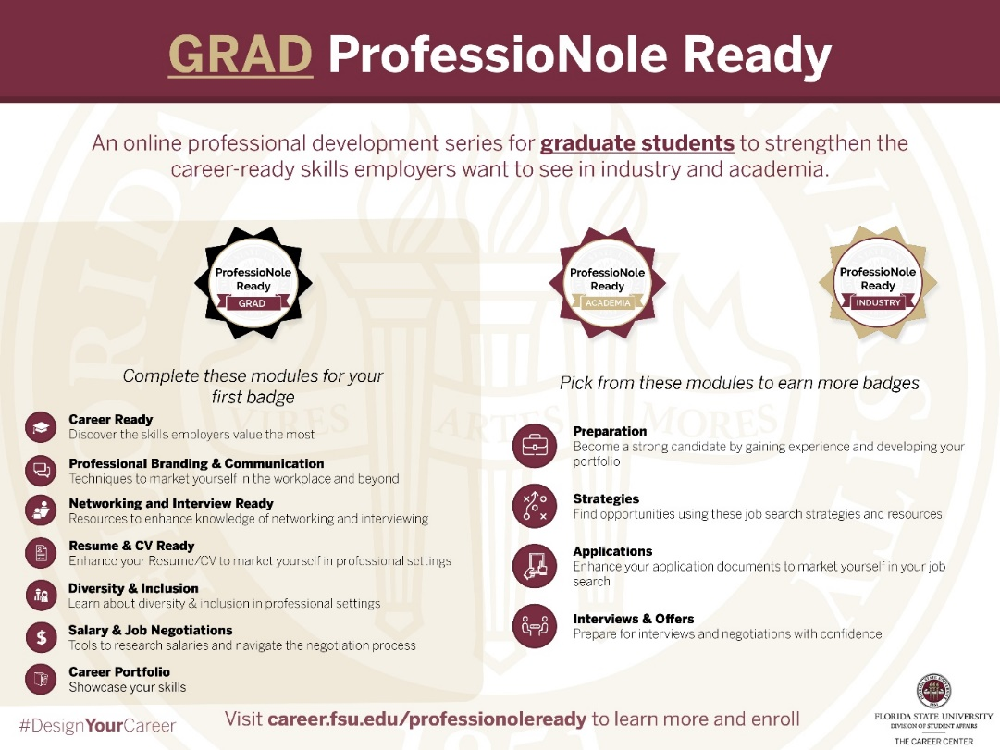 GRAD ProfessioNole Ready
An online professional development series for graduate students to strengthen the
career-ready skills employers want to see in industry and academia.
ProfessioNole
Ready
GRAD
ProfessioNole
Ready
ACADEMIA
ProfessioNole
Ready
INDUSTRY
Complete these modules for your
first badge
Career Ready
Discover the skills employers value the most
Professional Branding & Communication
Techniques to market yourself in the workplace and beyond
Networking and Interview Ready
Resources to enhance knowledge of networking and interviewing
Resume & CV Ready
Enhance your Resume/CV to market yourself in professional settings
Diversity & Inclusion
Learn about diversity & inclusion in professional settings
$
Salary & Job Negotiations
Tools to research salaries and navigate the negotiation process
Career Portfolio
Showcase your skills
Pick from these modules to earn more badges
Preparation
Become a strong candidate by gaining experience and developing your
portfolio
Strategies
Find opportunities using these job search strategies and resources
Applications
Enhance your application documents to market yourself in your job
search
Interviews & Offers
Prepare for interviews and negotiations with confidence
VIRES ARTES MORES
#DesignYourCareer
Visit career.fsu.edu/professionoleready to learn more and enroll
FLORIDA STATE UNIVERSITY
DIVISION OF STUDENT AFFAIRS
THE CAREER CENTER